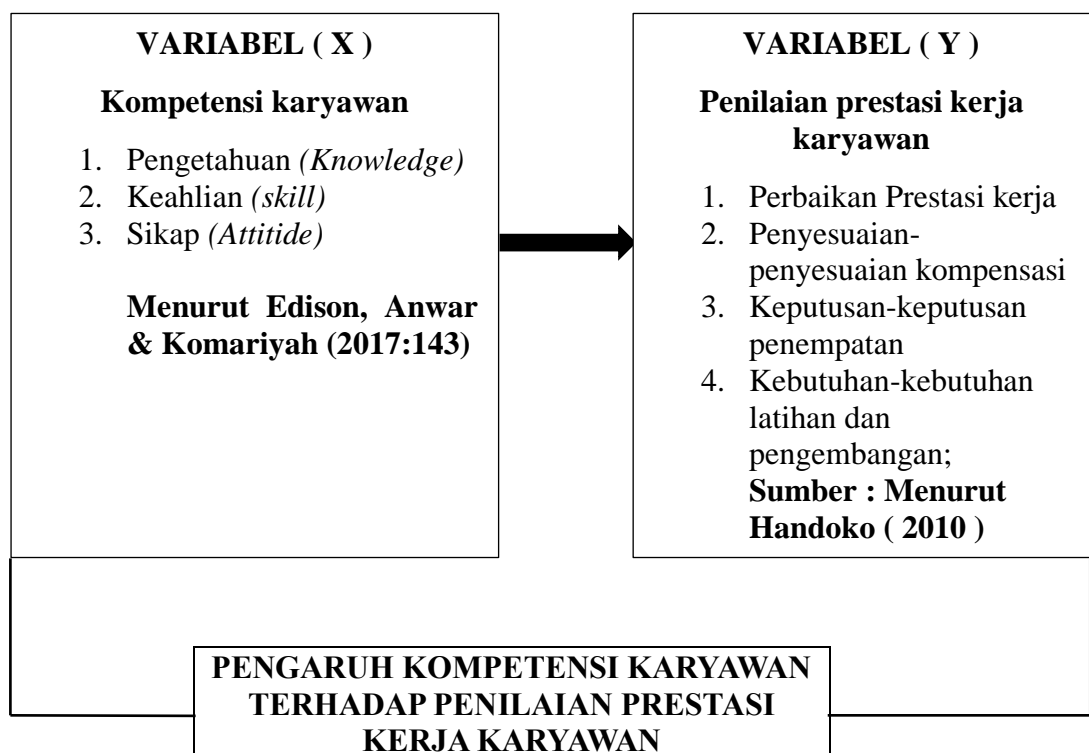 VARIABEL ( X )
Kompetensi karyawan
1. Pengetahuan (Knowledge)
2. Keahlian (skill)
3. Sikap (Attitide)
Menurut Edison, Anwar
& Komariyah (2017:143)
VARIABEL ( Y )
Penilaian prestasi kerja
karyawan
1. Perbaikan Prestasi kerja
2. Penyesuaian-
penyesuaian kompensasi
3. Keputusan-keputusan
penempatan
4. Kebutuhan-kebutuhan
latihan dan
pengembangan;
Sumber : Menurut
Handoko ( 2010 )
PENGARUH KOMPETENSI KARYAWAN
TERHADAP PENILAIAN PRESTASI
KERJA KARYAWAN